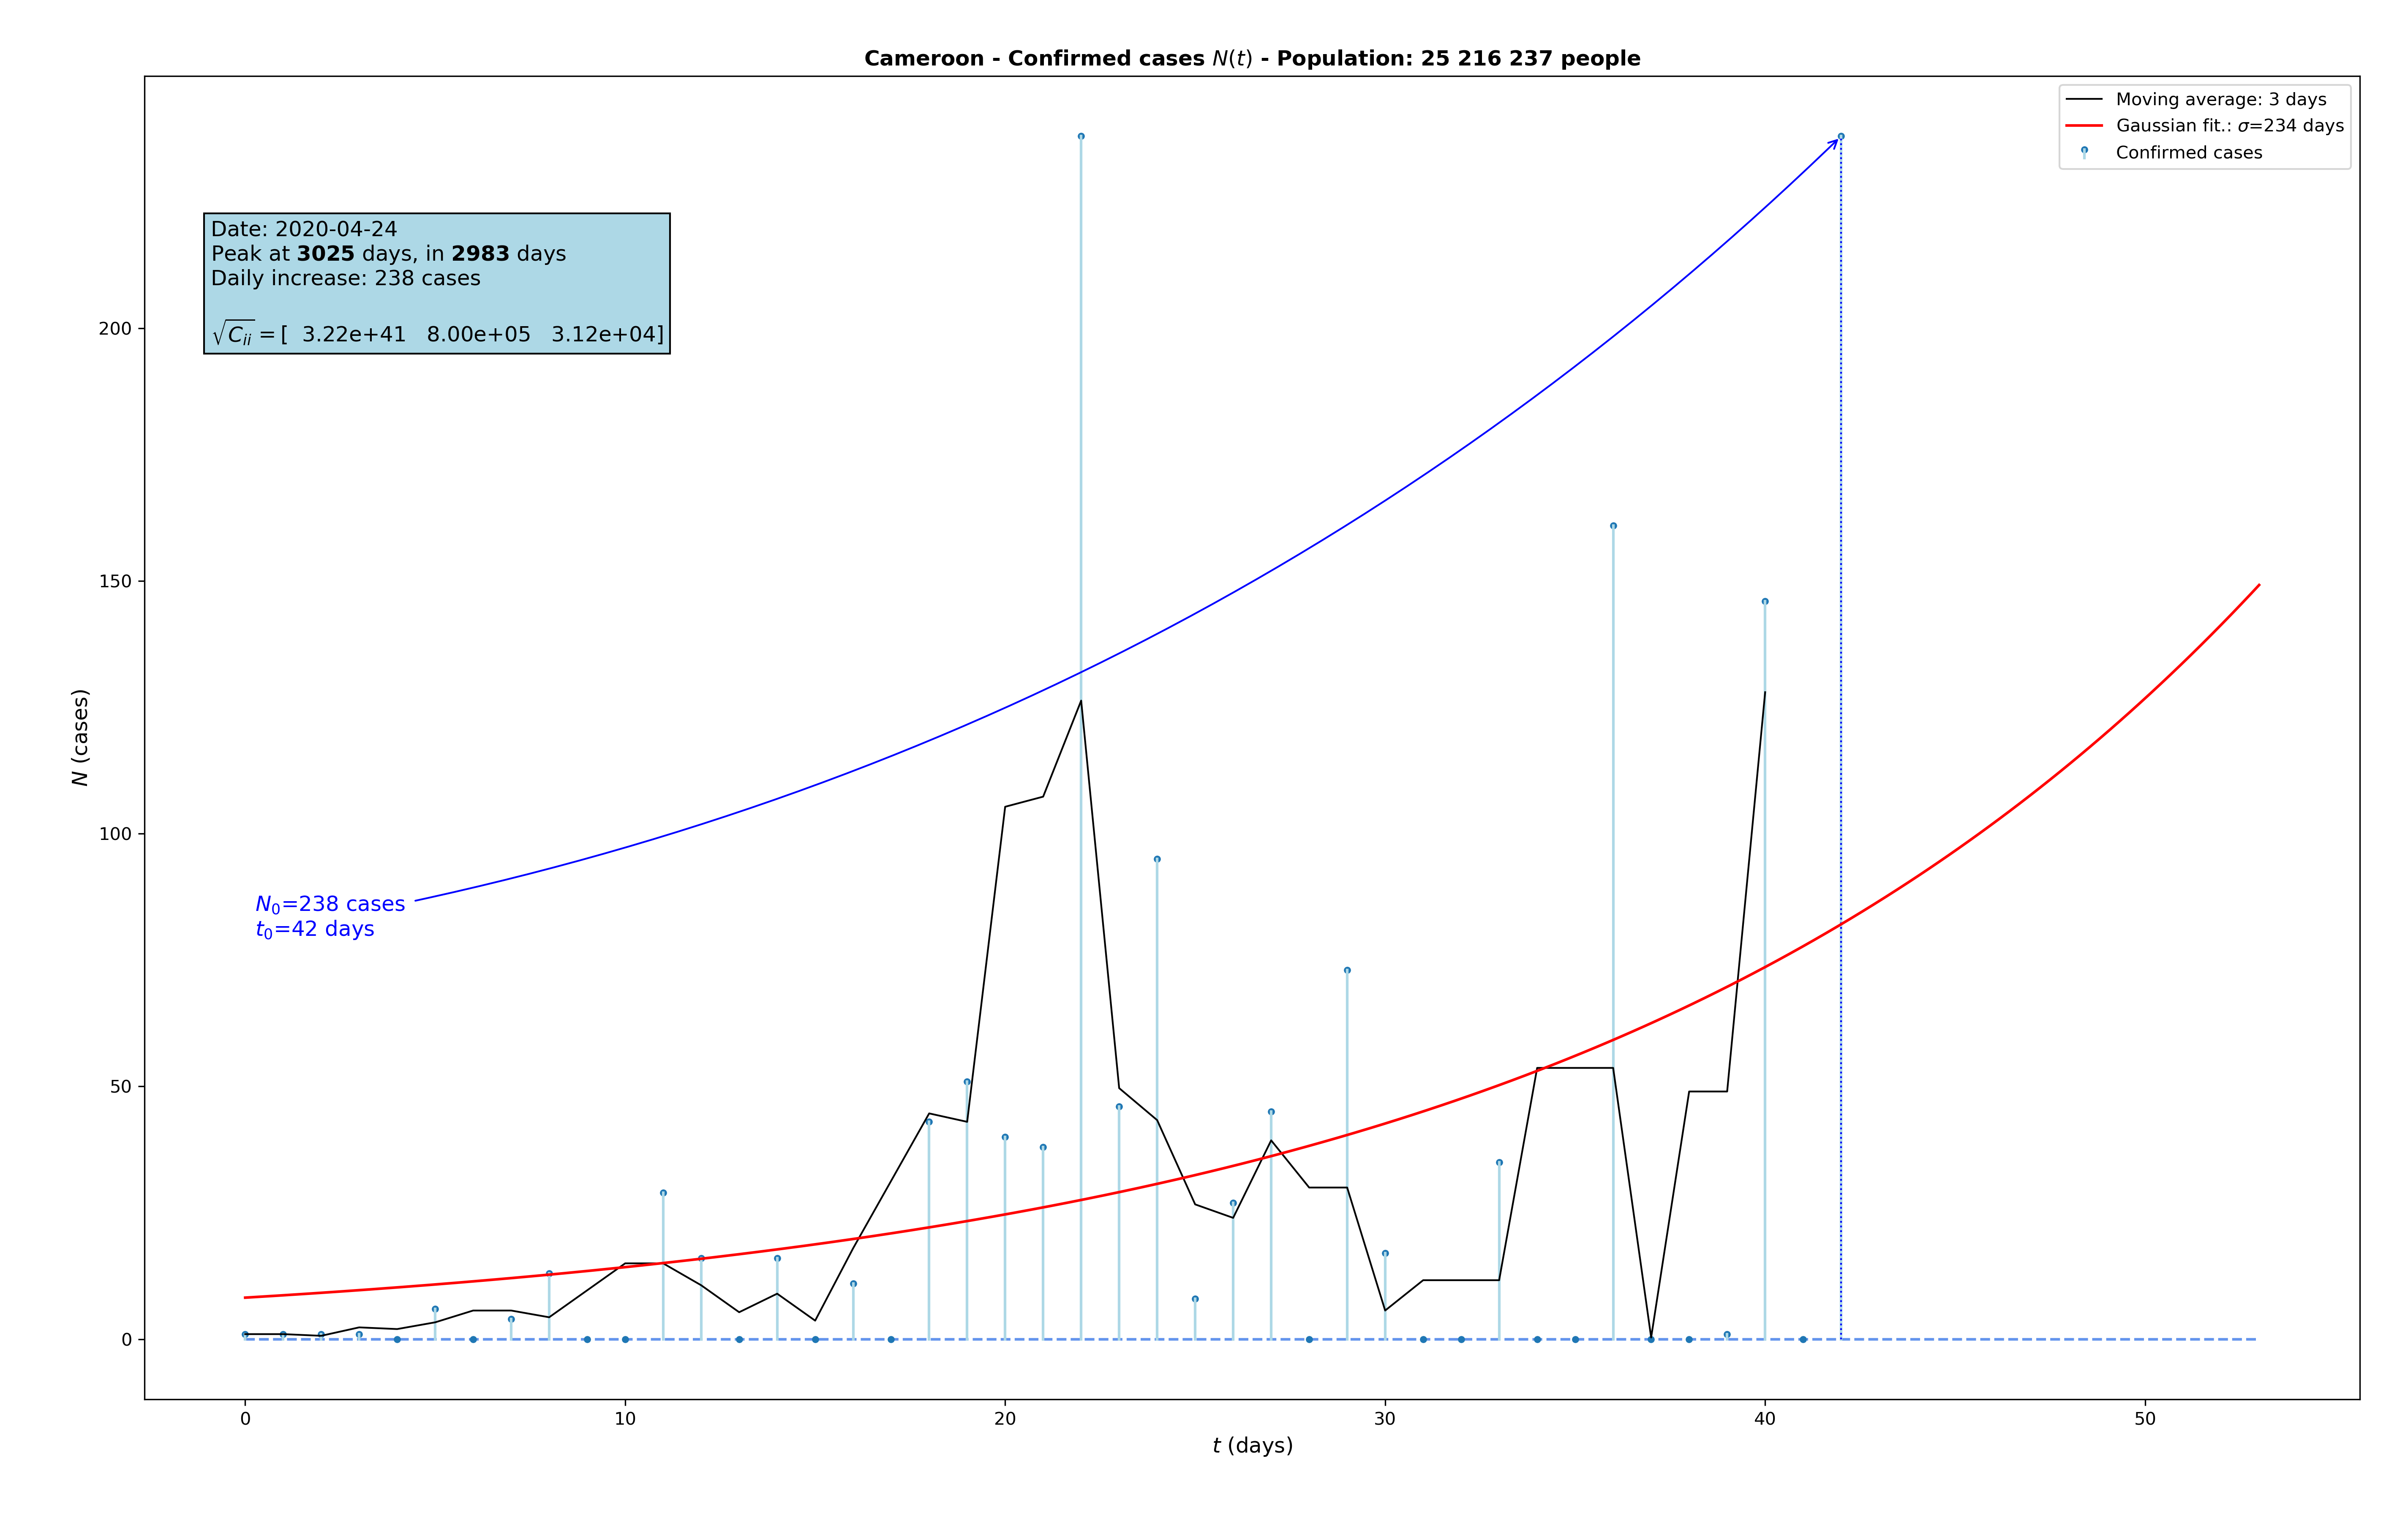 Cameroon - Confirmed cases N(t) - Population: 25 216 237 people
Moving average: 3 days
Gaussian fit.: σ=234 days
Confirmed cases
Date: 2020-04-24
Peak at 3025 days, in 2983 days
Daily increase: 238 cases
√C_ii = [ 3.22e+41 8.00e+05 3.12e+04]
N₀=238 cases
t₀=42 days
N (cases)
200
150
100
50
0
0 10 20 30 40 50
t (days)